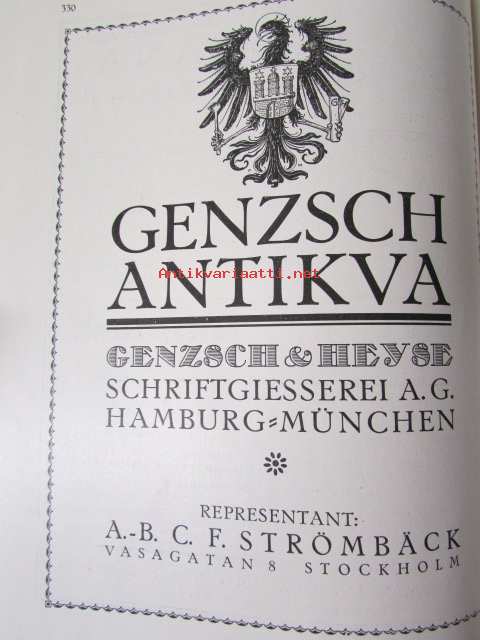 330
GENZSCH
Antikvariaatti.net
ANTIKVA
GENZSCH & HEYSE
SCHRIFTGIESSEREI A.G.
HAMBURG=MÜNCHEN
REPRESENTANT:
A.-B. C. F. STRÖMBÄCK
VASAGATAN 8 STOCKHOLM